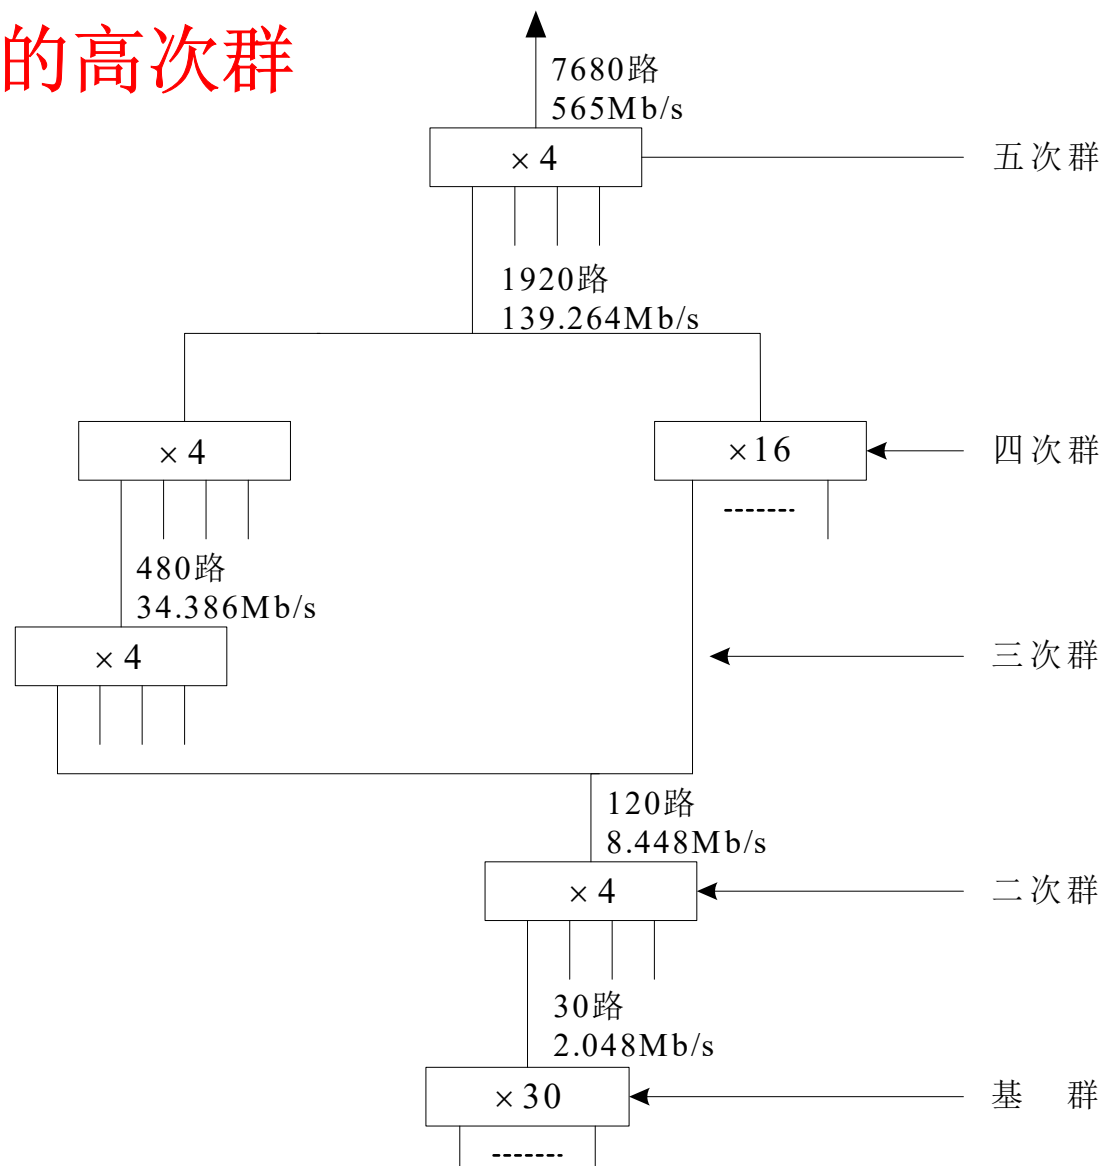 的高次群
7680路
565Mb/s
×4
五次群
1920路
139.264Mb/s
×4
×16
四次群
480路
34.386Mb/s
×4
三次群
120路
8.448Mb/s
×4
二次群
30路
2.048Mb/s
×30
基 群